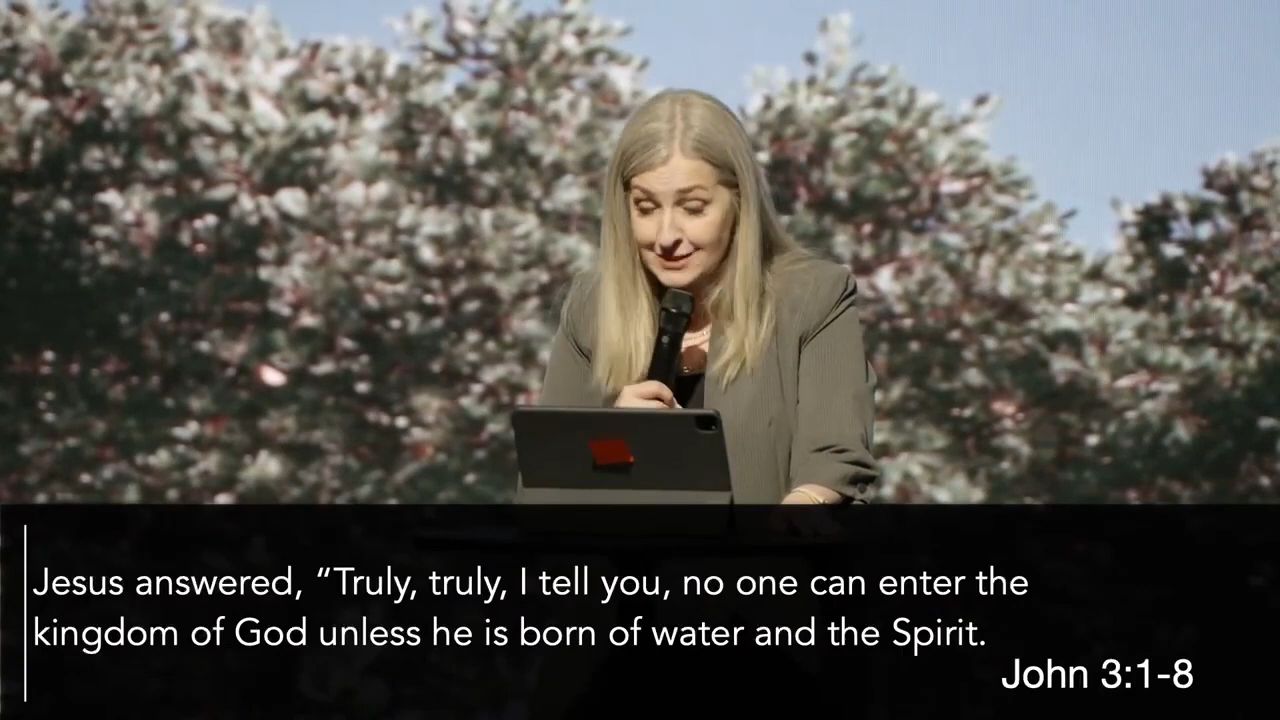 Jesus answered, “Truly, truly, I tell you, no one can enter the
kingdom of God unless he is born of water and the Spirit.
John 3:1-8